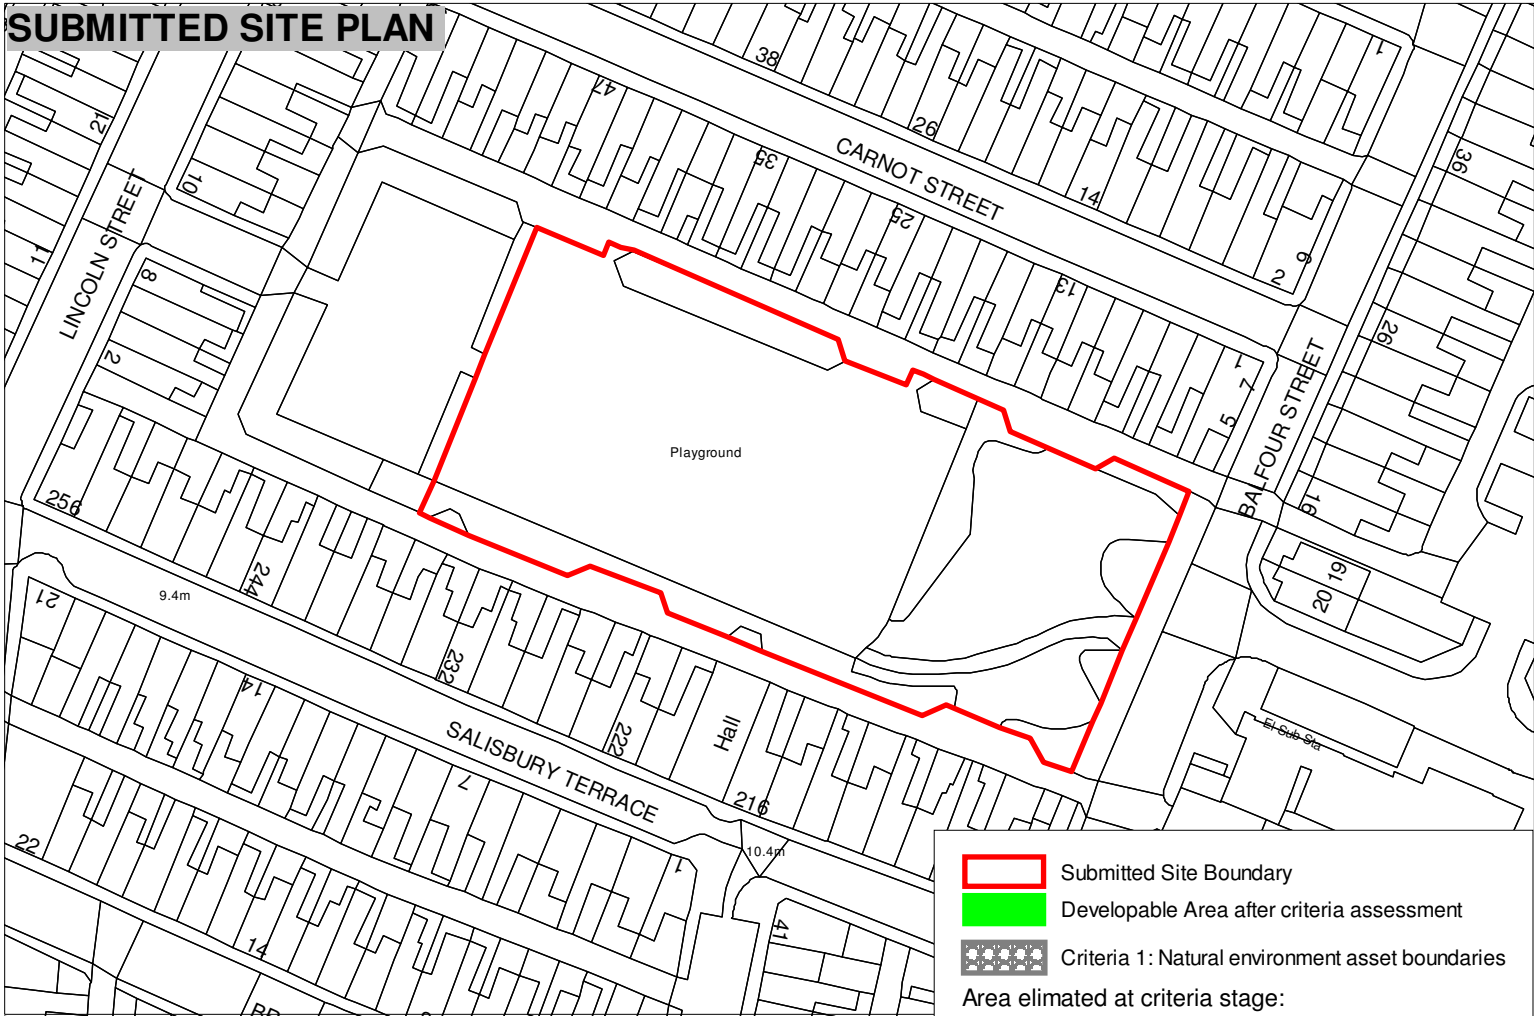 SUBMITTED SITE PLAN
38
1
47
21
26
36
CARNOT STREET
35
10
14
LINCOLN STREET
25
11
9
2
8
13
26
2
1
7
BALFOUR STREET
5
Playground
256
16
244
9.4m
19
20
21
232
14
222
Hall
El Sub Sta
SALISBURY TERRACE
7
216
22
10.4m
1
Submitted Site Boundary
Developable Area after criteria assessment
41
14
Criteria 1: Natural environment asset boundaries
Area elimated at criteria stage: